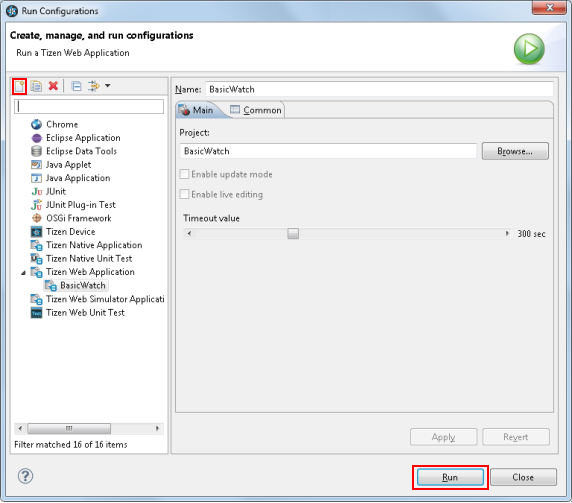 Run Configurations
Create, manage, and run configurations
Run a Tizen Web Application
Chrome
Eclipse Application
Eclipse Data Tools
Java Applet
Java Application
JUnit
JUnit Plug-in Test
OSGi Framework
Tizen Device
Tizen Native Application
Tizen Native Unit Test
Tizen Web Application
BasicWatch
Tizen Web Simulator Applicati
Tizen Web Unit Test
Filter matched 16 of 16 items
Name: BasicWatch
Main Common
Project:
BasicWatch Browse...
Enable update mode
Enable live editing
Timeout value
300 sec
Apply Revert
Run Close